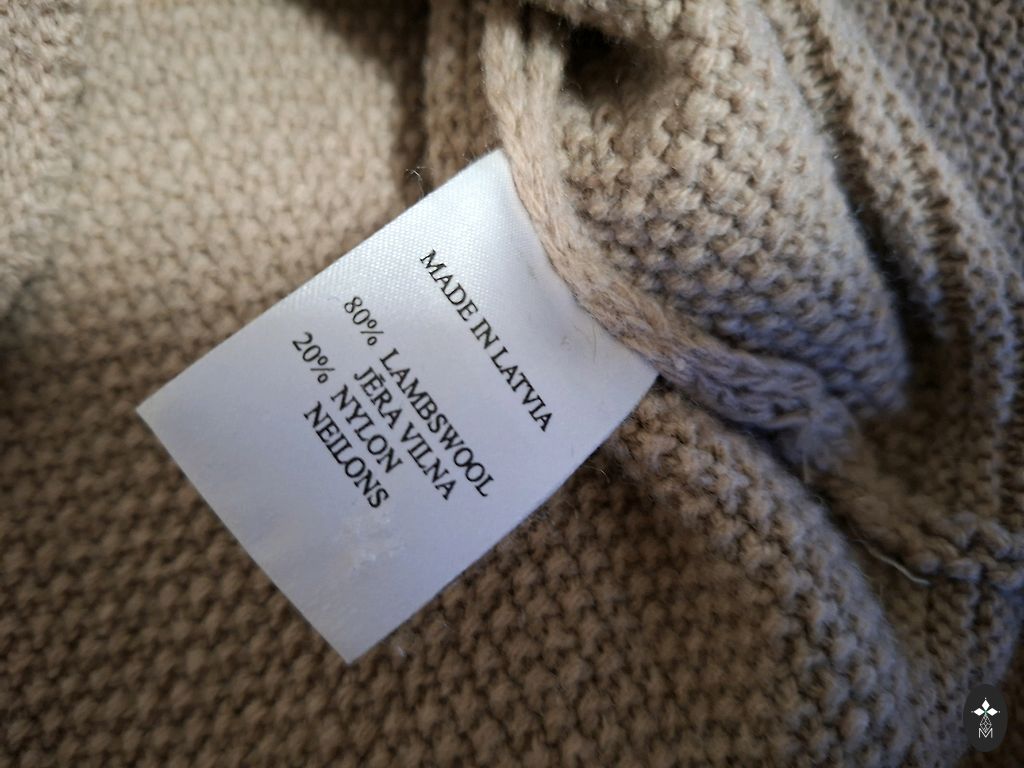 MADE IN LATVIA
80% LAMBSWOOL
JĒRA VILNA
20% NYLON
NEILONS
M